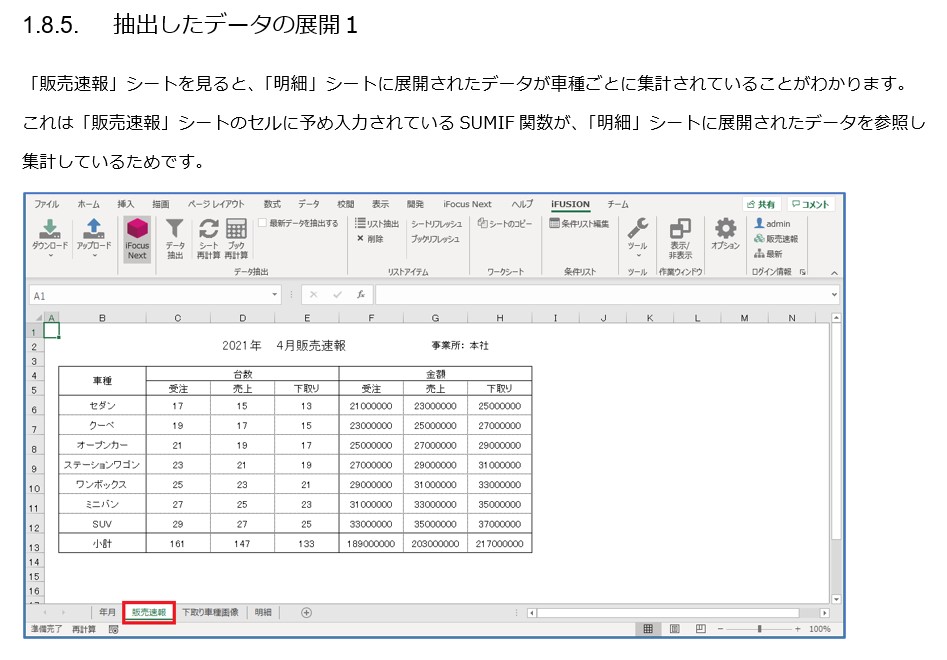 1.8.5. 抽出したデータの展開 1
「販売速報」シートを見ると、「明細」シートに展開されたデータが車種ごとに集計されていることがわかります。
これは「販売速報」シートのセルに予め入力されている SUMIF 関数が、「明細」シートに展開されたデータを参照し
集計しているためです。
ファイル ホーム 挿入 描画 ページ レイアウト 数式 データ 校閲 表示 開発 iFocus Next ヘルプ iFUSION チーム 共有 コメント
ダウンロード アップロード iFocus Next データ 抽出 シート 再計算 ブック 再計算 最新データを抽出する リスト抽出 削除 シートリフレッシュ ブックリフレッシュ シートのコピー 条件リスト編集 ツール 表示/非表示 オプション admin 販売速報 最新
データ抽出 リストアイテム ワークシート 条件リスト ツール 作業ウィンドウ ログイン情報
A1 fx
A B C D E F G H I J K L M N
1
2 2021年 4月販売速報 事業所: 本社
3
4 車種 台数 金額
5 受注 売上 下取り 受注 売上 下取り
6 セダン 17 15 13 21000000 23000000 25000000
7 クーペ 19 17 15 23000000 25000000 27000000
8 オープンカー 21 19 17 25000000 27000000 29000000
9 ステーションワゴン 23 21 19 27000000 29000000 31000000
10 ワンボックス 25 23 21 29000000 31000000 33000000
11 ミニバン 27 25 23 31000000 33000000 35000000
12 SUV 29 27 25 33000000 35000000 37000000
13 小計 161 147 133 189000000 203000000 217000000
14
15
16
年月 販売速報 下取り車種画像 明細
準備完了 再計算 100%